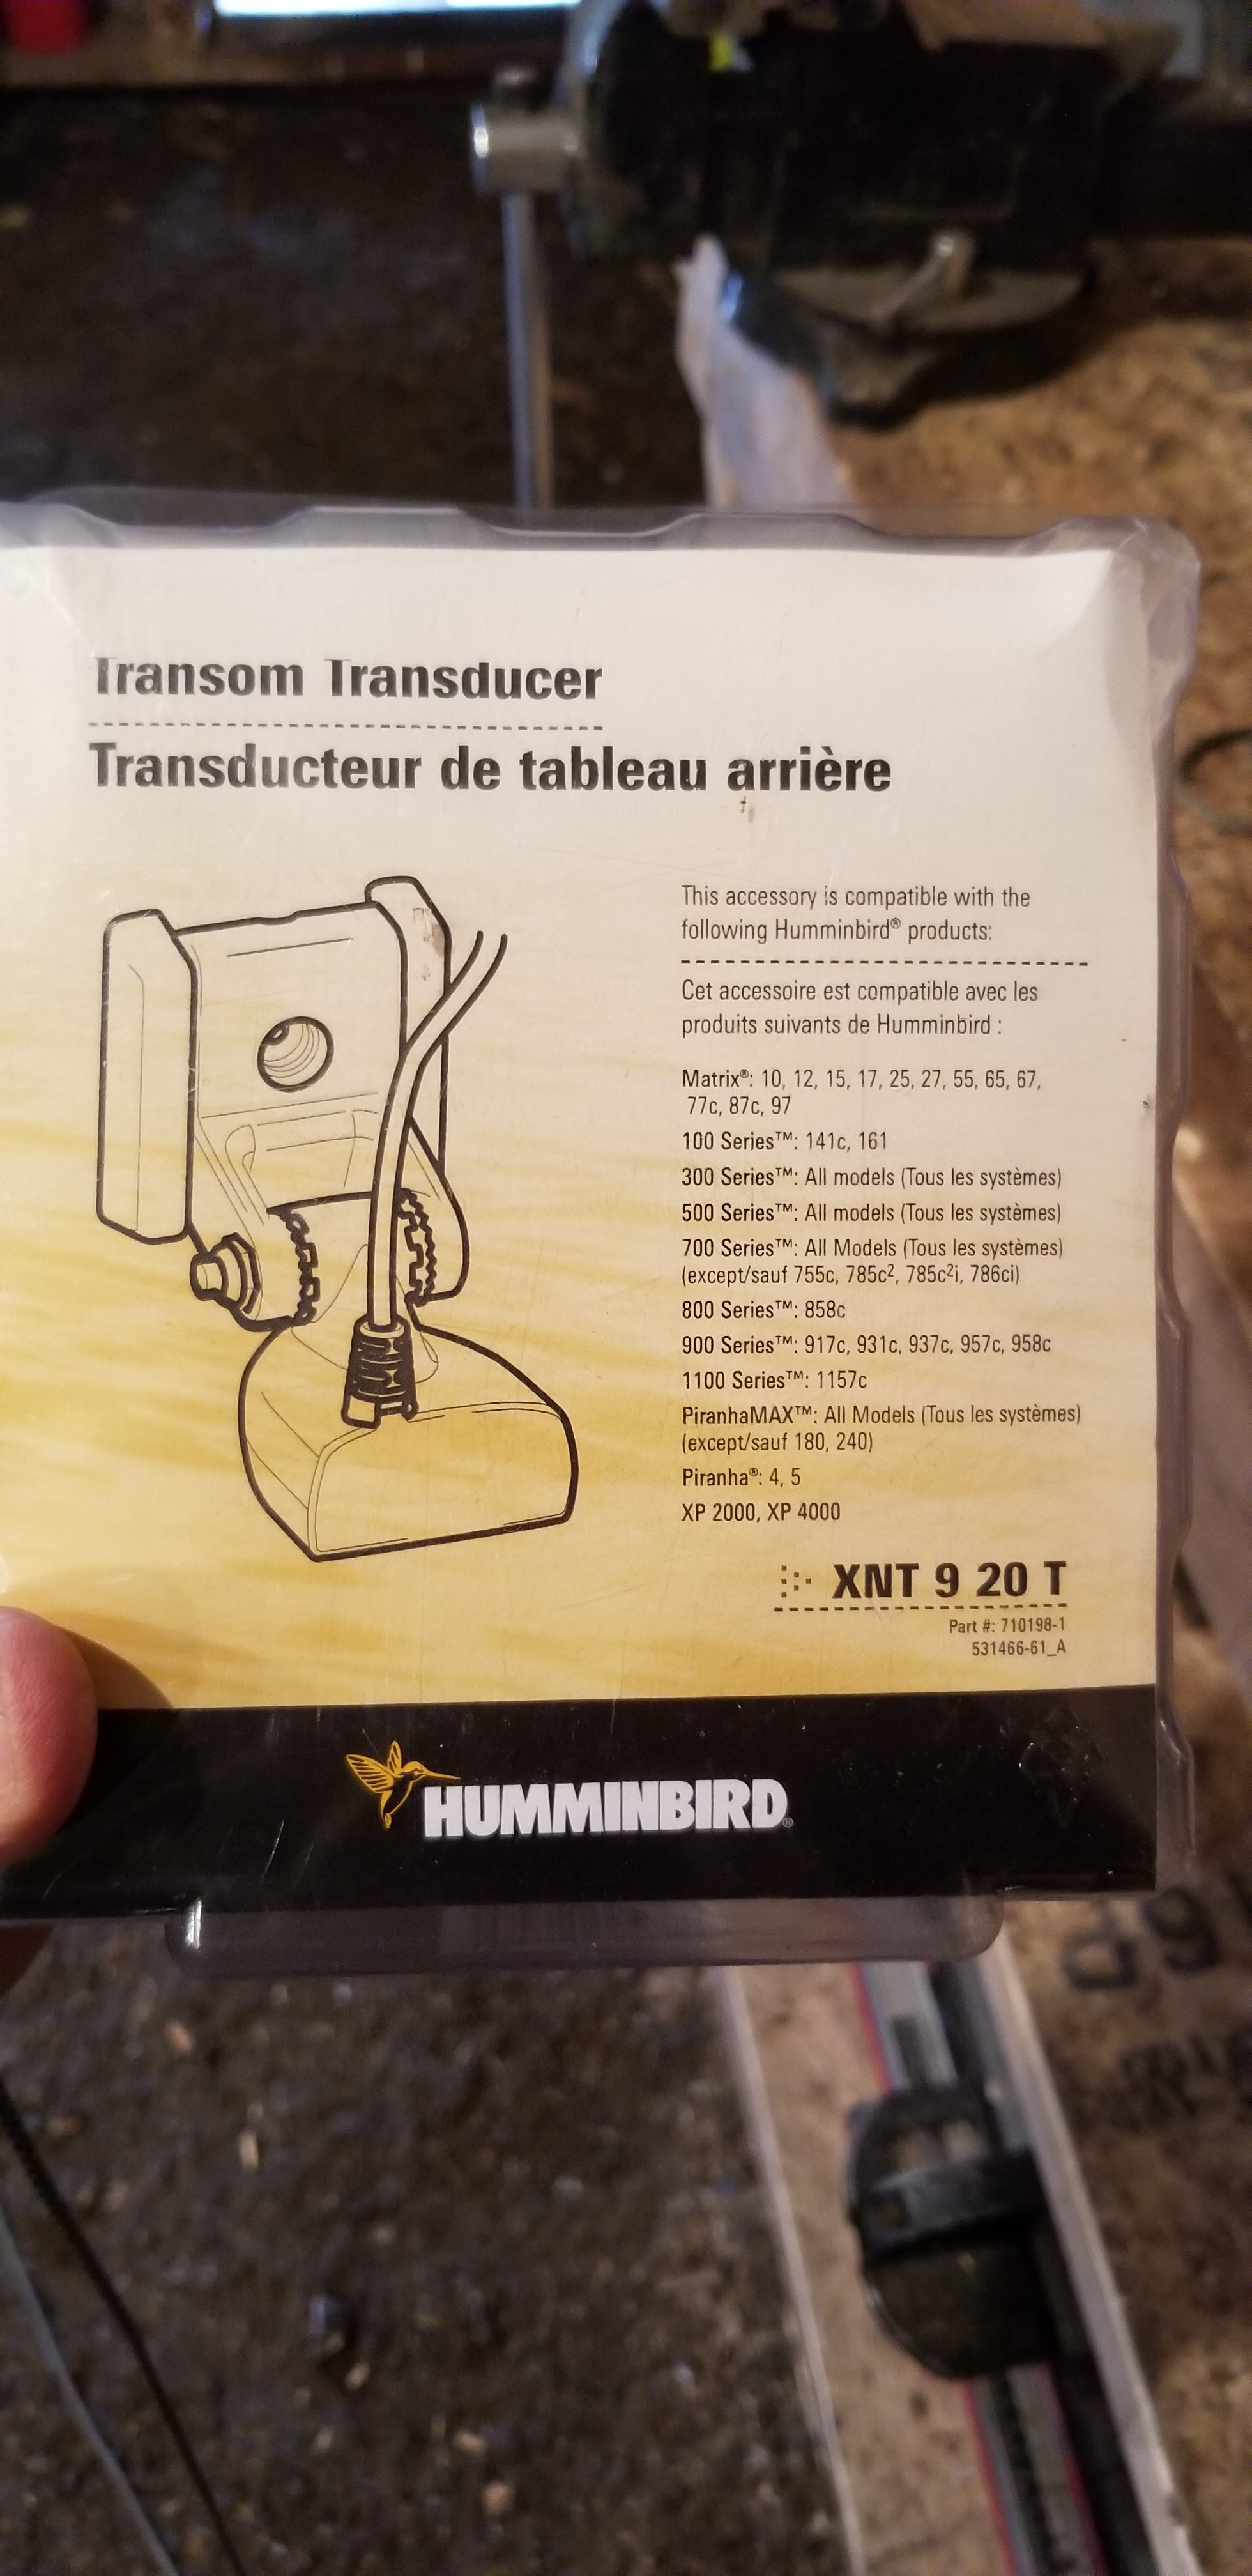 Transom Transducer
Transducteur de tableau arrière
This accessory is compatible with the
following Humminbird® products:
Cet accessoire est compatible avec les
produits suivants de Humminbird :
Matrix®: 10, 12, 15, 17, 25, 27, 55, 65, 67,
77c, 87c, 97
100 Series™: 141c, 161
300 Series™: All models (Tous les systèmes)
500 Series™: All models (Tous les systèmes)
700 Series™: All Models (Tous les systèmes)
(except/sauf 755c, 785c², 785c²i, 786ci)
800 Series™: 858c
900 Series™: 917c, 931c, 937c, 957c, 958c
1100 Series™: 1157c
PiranhaMAX™: All Models (Tous les systèmes)
(except/sauf 180, 240)
Piranha®: 4, 5
XP 2000, XP 4000
XNT 9 20 T
Part #: 710198-1
531466-61_A
HUMMINBIRD®